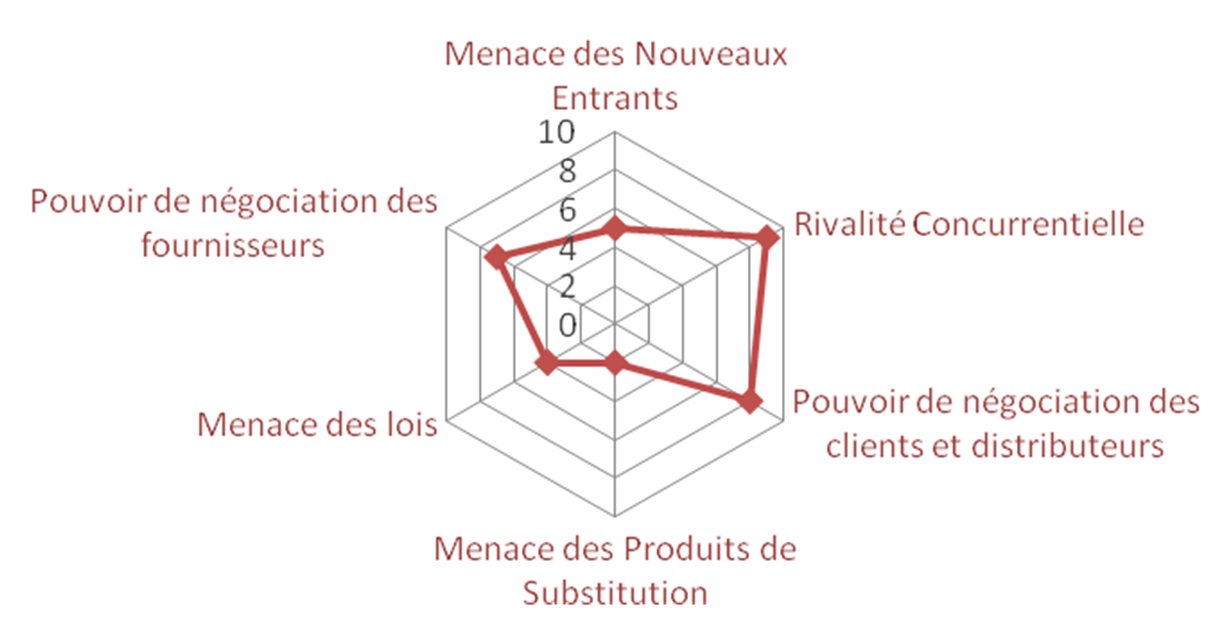 Menace des Nouveaux
Entrants
10
8
6
4
2
0
Rivalité Concurrentielle
Pouvoir de négociation des
clients et distributeurs
Menace des Produits de
Substitution
Menace des lois
Pouvoir de négociation des
fournisseurs